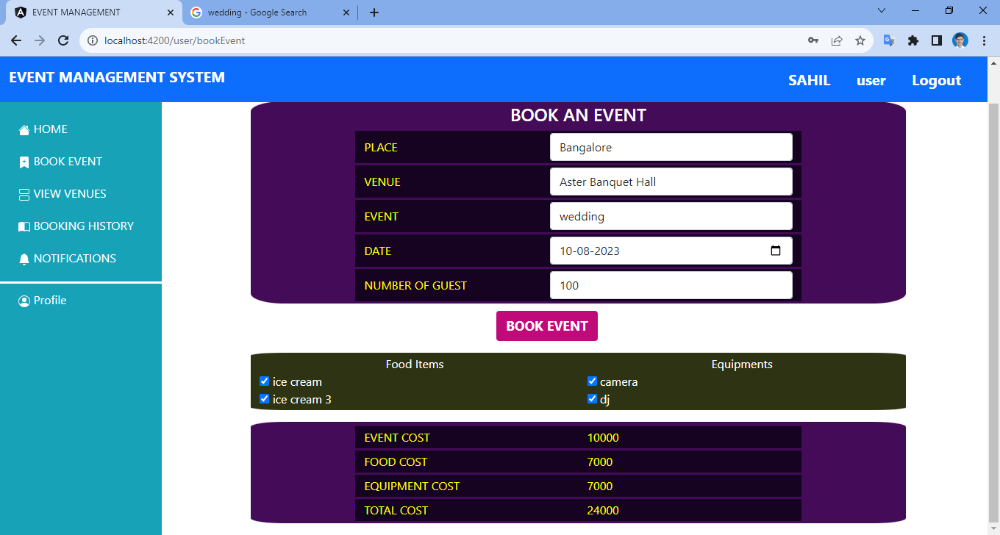 EVENT MANAGEMENT
wedding - Google Search
localhost:4200/user/bookEvent
EVENT MANAGEMENT SYSTEM
SAHIL user Logout
HOME
BOOK EVENT
VIEW VENUES
BOOKING HISTORY
NOTIFICATIONS
Profile
BOOK AN EVENT
PLACE Bangalore
VENUE Aster Banquet Hall
EVENT wedding
DATE 10-08-2023
NUMBER OF GUEST 100
BOOK EVENT
Food Items Equipments
ice cream camera
ice cream 3 dj
EVENT COST 10000
FOOD COST 7000
EQUIPMENT COST 7000
TOTAL COST 24000